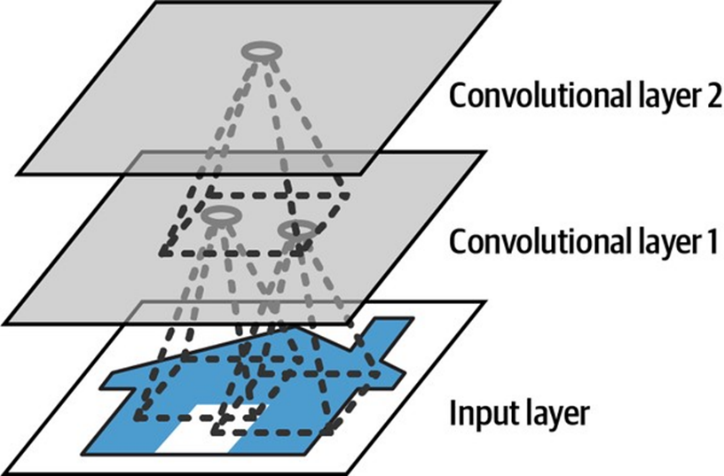 Convolutional layer 2
Convolutional layer 1
Input layer